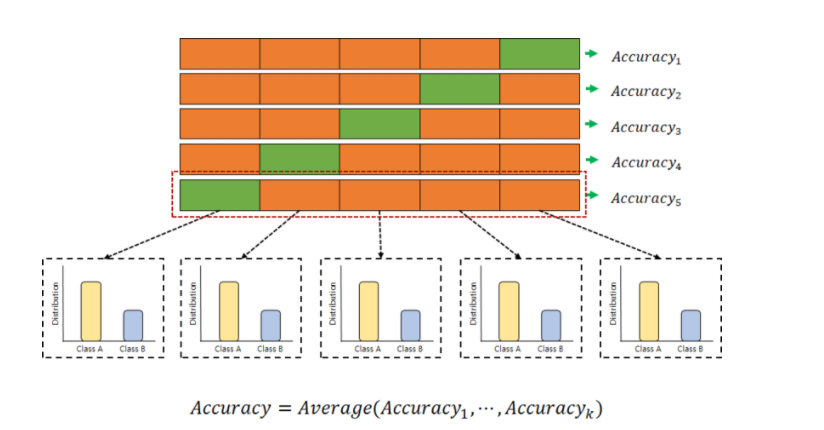 Accuracy₁
Accuracy₂
Accuracy₃
Accuracy₄
Accuracy₅
Distribution
Class A Class B
Distribution
Class A Class B
Distribution
Class A Class B
Distribution
Class A Class B
Distribution
Class A Class B
Accuracy = Average(Accuracy₁, ⋯ , Accuracyₖ)